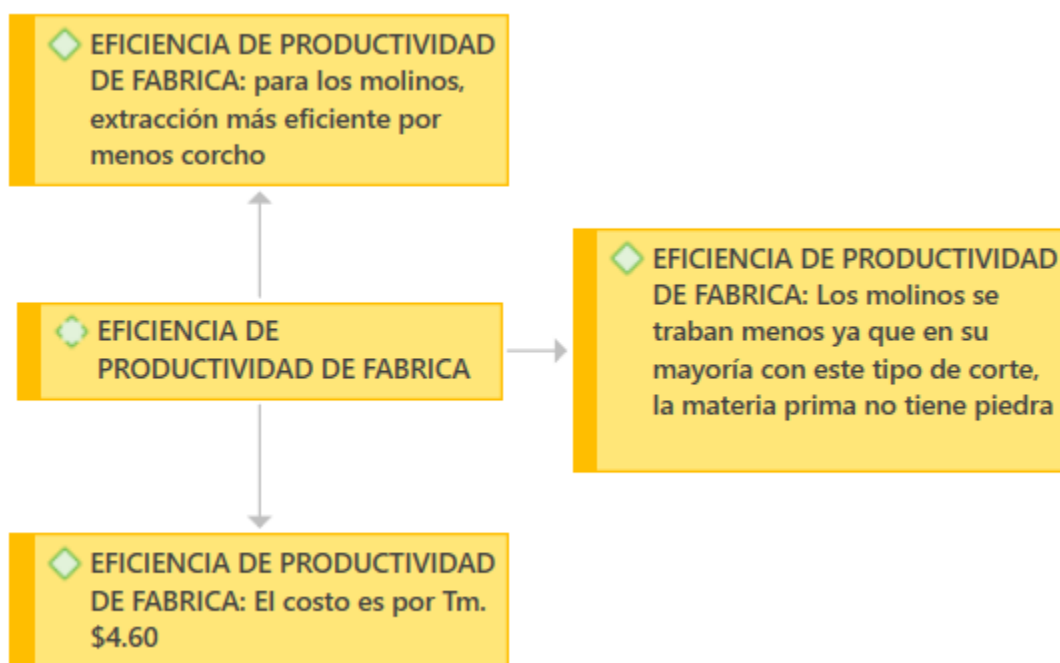 EFICIENCIA DE PRODUCTIVIDAD
DE FABRICA: para los molinos,
extracción más eficiente por
menos corcho
EFICIENCIA DE PRODUCTIVIDAD
DE FABRICA: Los molinos se
traban menos ya que en su
mayoría con este tipo de corte,
la materia prima no tiene piedra
EFICIENCIA DE
PRODUCTIVIDAD DE FABRICA
EFICIENCIA DE PRODUCTIVIDAD
DE FABRICA: El costo es por Tm.
$4.60